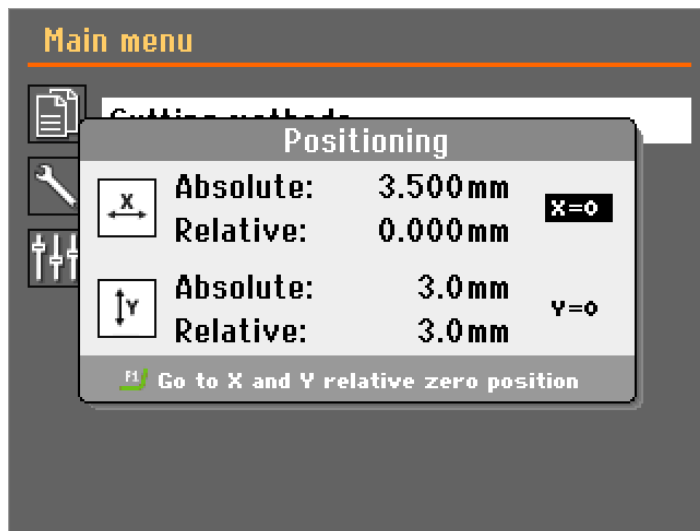 Main menu
Positioning
X
Absolute: 3.500mm
Relative: 0.000mm
X=0
Y
Absolute: 3.0mm
Relative: 3.0mm
Y=0
F1 Go to X and Y relative zero position